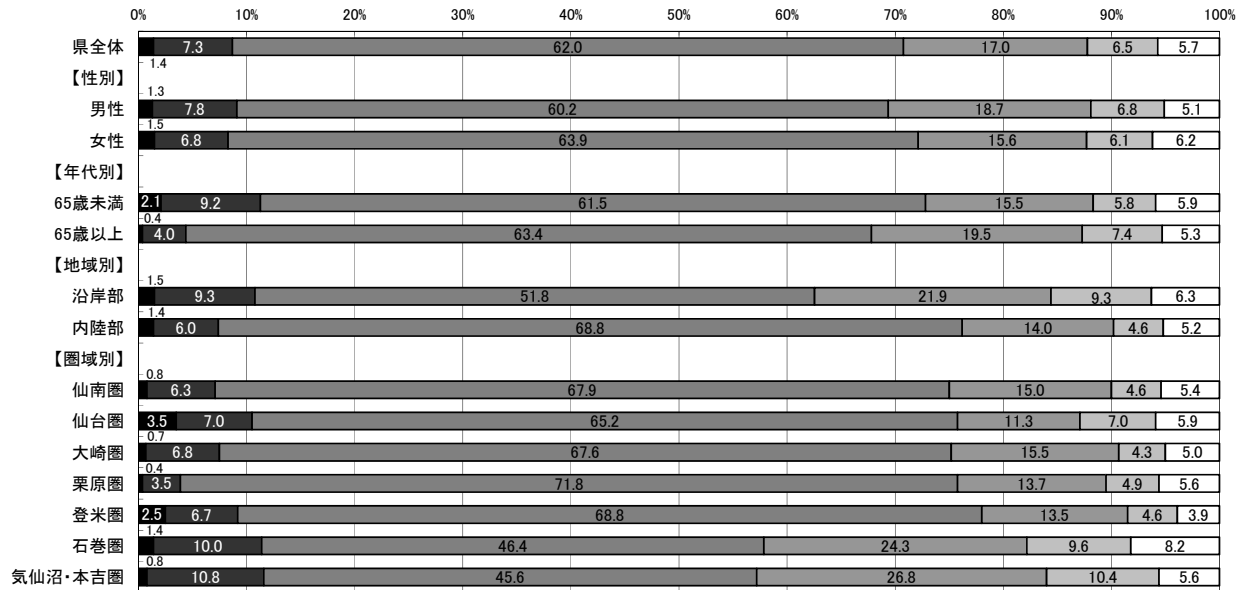 0% 10% 20% 30% 40% 50% 60% 70% 80% 90% 100%
県全体 7.3 62.0 17.0 6.5 5.7
1.4
【性別】
1.3
男性 7.8 60.2 18.7 6.8 5.1
1.5
女性 6.8 63.9 15.6 6.1 6.2
【年代別】
65歳未満 2.1 9.2 61.5 15.5 5.8 5.9
0.4
65歳以上 4.0 63.4 19.5 7.4 5.3
【地域別】
1.5
沿岸部 9.3 51.8 21.9 9.3 6.3
1.4
内陸部 6.0 68.8 14.0 4.6 5.2
【圏域別】
0.8
仙南圏 6.3 67.9 15.0 4.6 5.4
仙台圏 3.5 7.0 65.2 11.3 7.0 5.9
0.7
大崎圏 6.8 67.6 15.5 4.3 5.0
0.4
栗原圏 3.5 71.8 13.7 4.9 5.6
登米圏 2.5 6.7 68.8 13.5 4.6 3.9
1.4
石巻圏 10.0 46.4 24.3 9.6 8.2
0.8
気仙沼・本吉圏 10.8 45.6 26.8 10.4 5.6